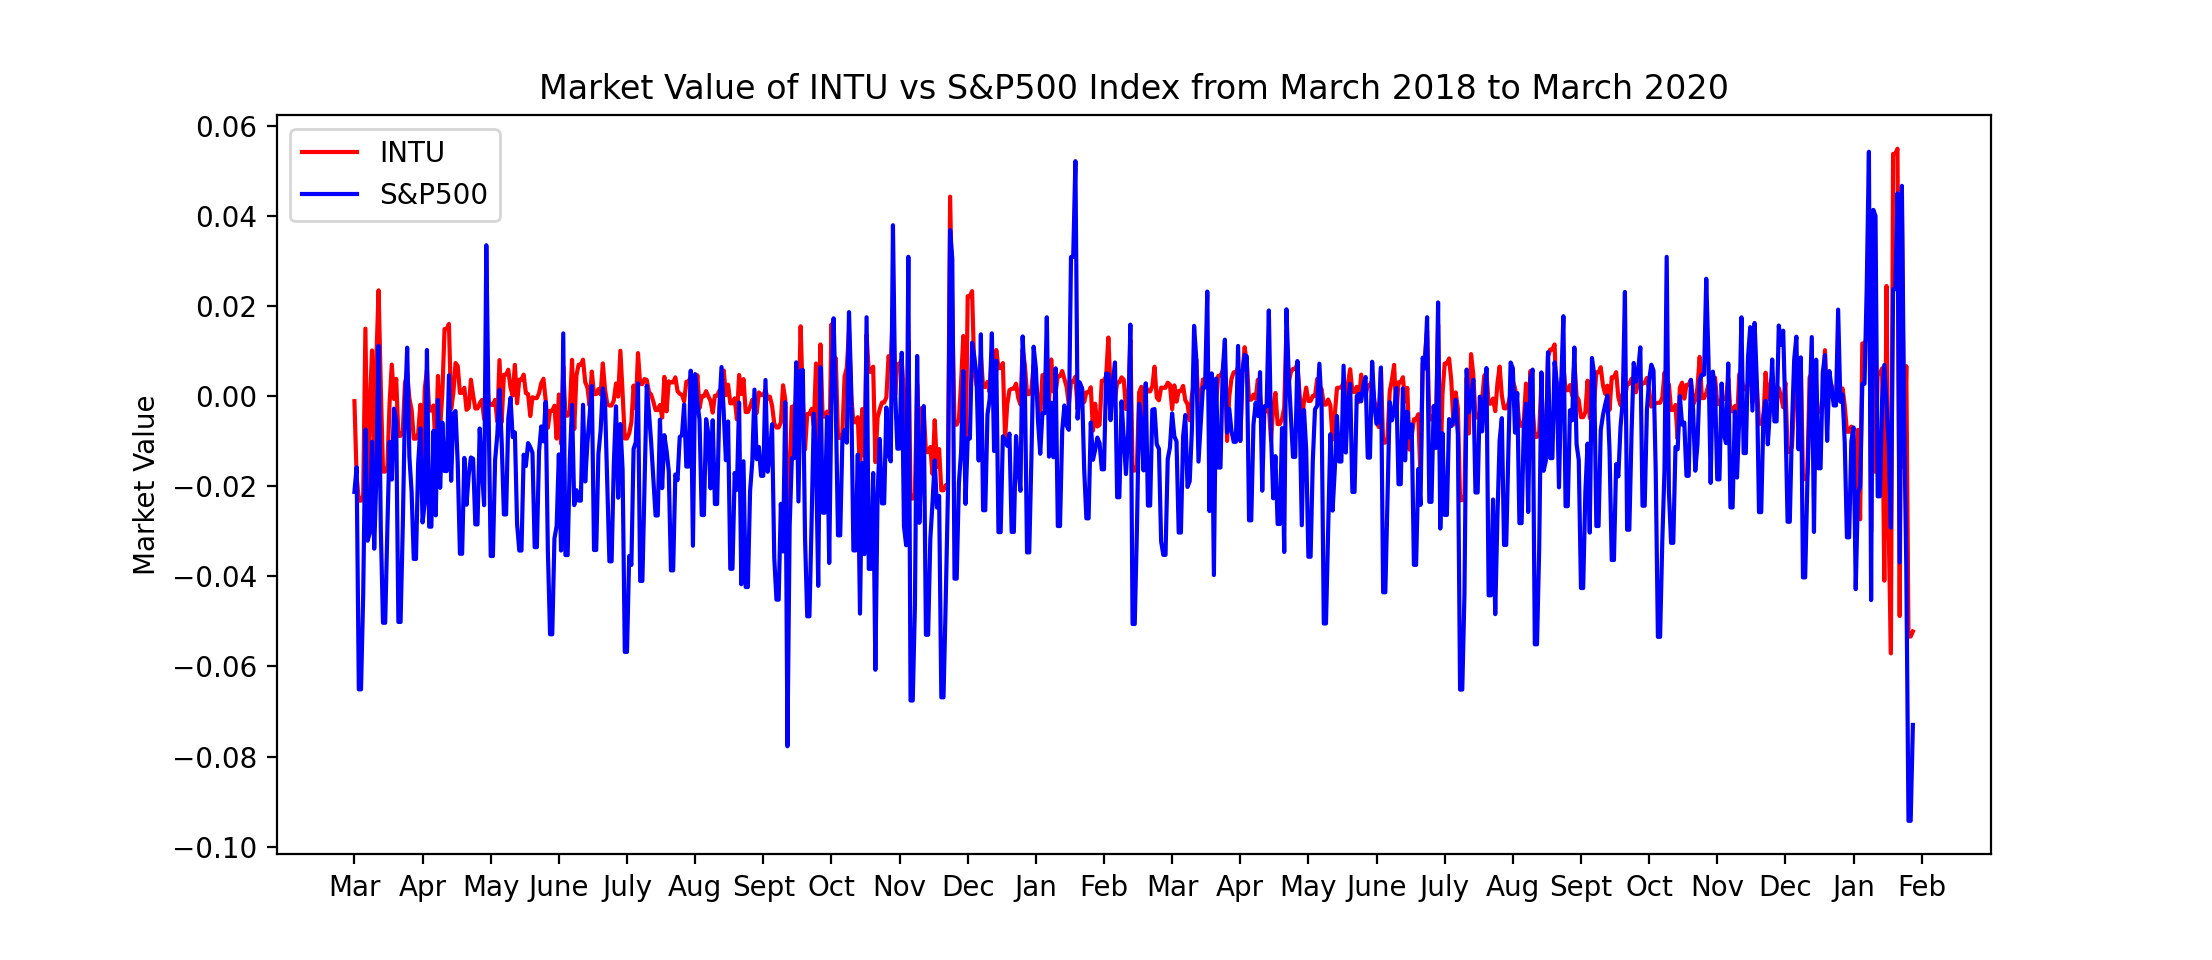 Market Value of INTU vs S&P500 Index from March 2018 to March 2020
INTU
S&P500
Market Value
0.06
0.04
0.02
0.00
−0.02
−0.04
−0.06
−0.08
−0.10
Mar Apr May June July Aug Sept Oct Nov Dec Jan Feb Mar Apr May June July Aug Sept Oct Nov Dec Jan Feb